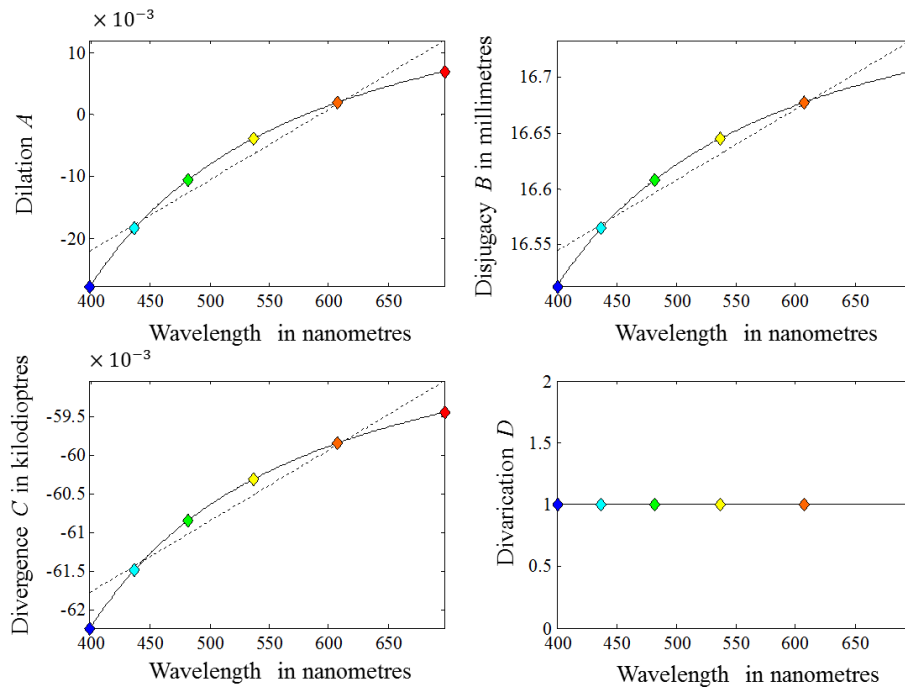 × 10⁻³
10
0
-10
-20
Dilation A
400 450 500 550 600 650
Wavelength in nanometres
16.7
16.65
16.6
16.55
Disjugacy B in millimetres
400 450 500 550 600 650
Wavelength in nanometres
× 10⁻³
-59.5
-60
-60.5
-61
-61.5
-62
Divergence C in kilodioptres
400 450 500 550 600 650
Wavelength in nanometres
2
1.5
1
0.5
0
Divarication D
400 450 500 550 600 650
Wavelength in nanometres